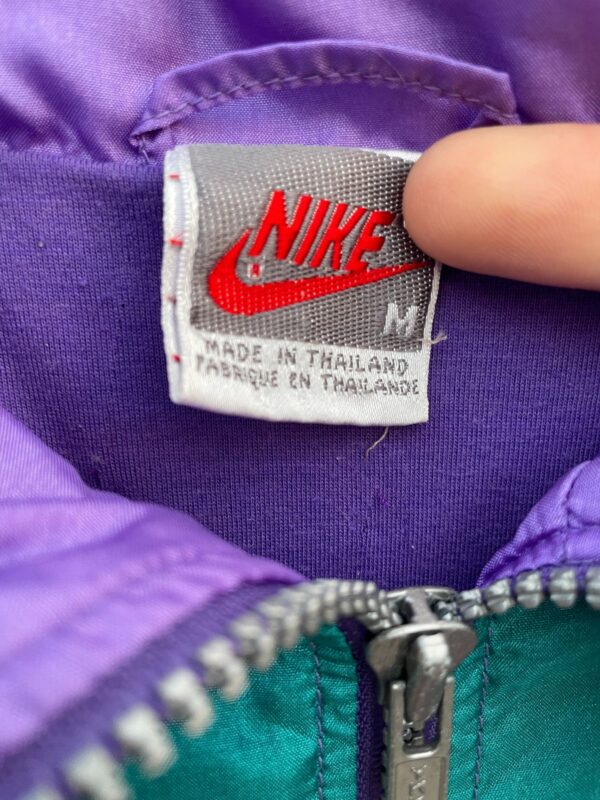 NIKE
®
M
MADE IN THAILAND
FABRIQUE EN THAILANDE